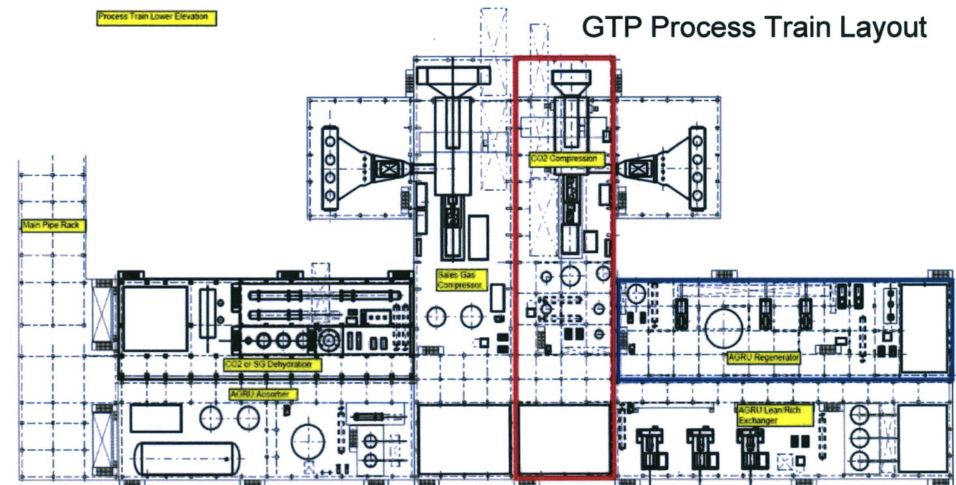 Process Train Lower Elevation
GTP Process Train Layout
CO2 Compression
Main Pipe Rack
Sales Gas
Compressor
CO2 or SG Dehydration
AGRU Regenerator
AGRU Absorber
AGRU Lean/Rich
Exchanger